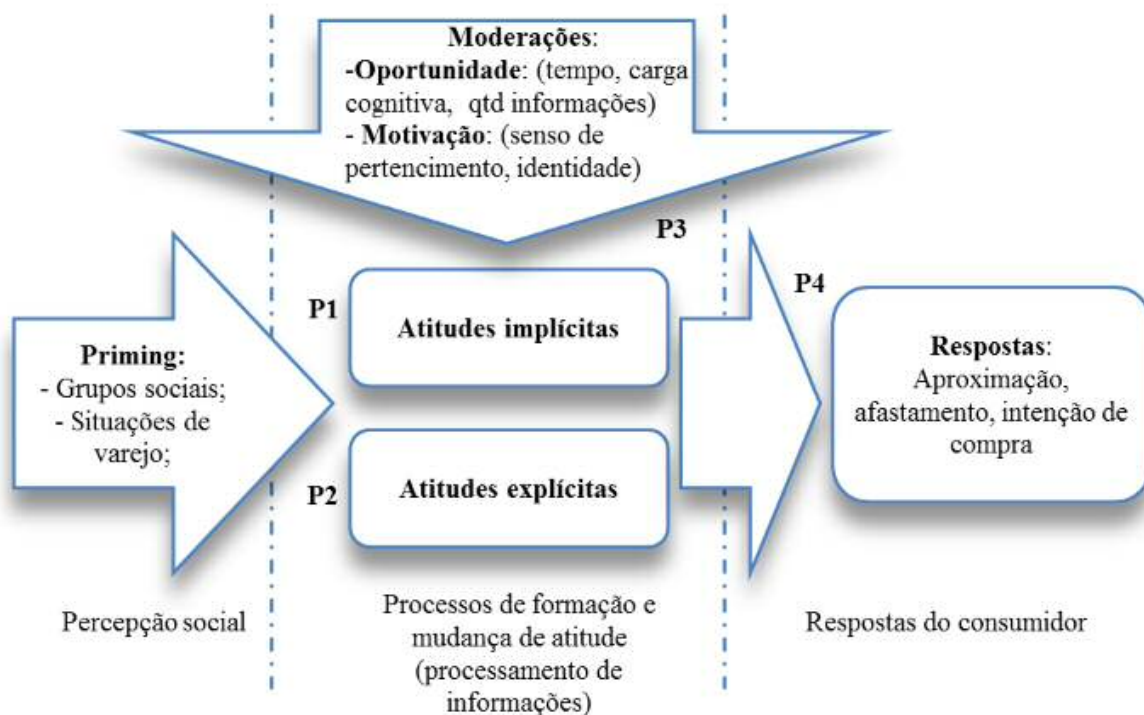 Moderações:
-Oportunidade: (tempo, carga
cognitiva, qtd informações)
- Motivação: (senso de
pertencimento, identidade)
P3
P4
P1
Atitudes implícitas
Priming:
- Grupos sociais;
- Situações de
varejo;
P2
Atitudes explícitas
Respostas:
Aproximação,
afastamento, intenção de
compra
Percepção social
Processos de formação e
mudança de atitude
(processamento de
informações)
Respostas do consumidor